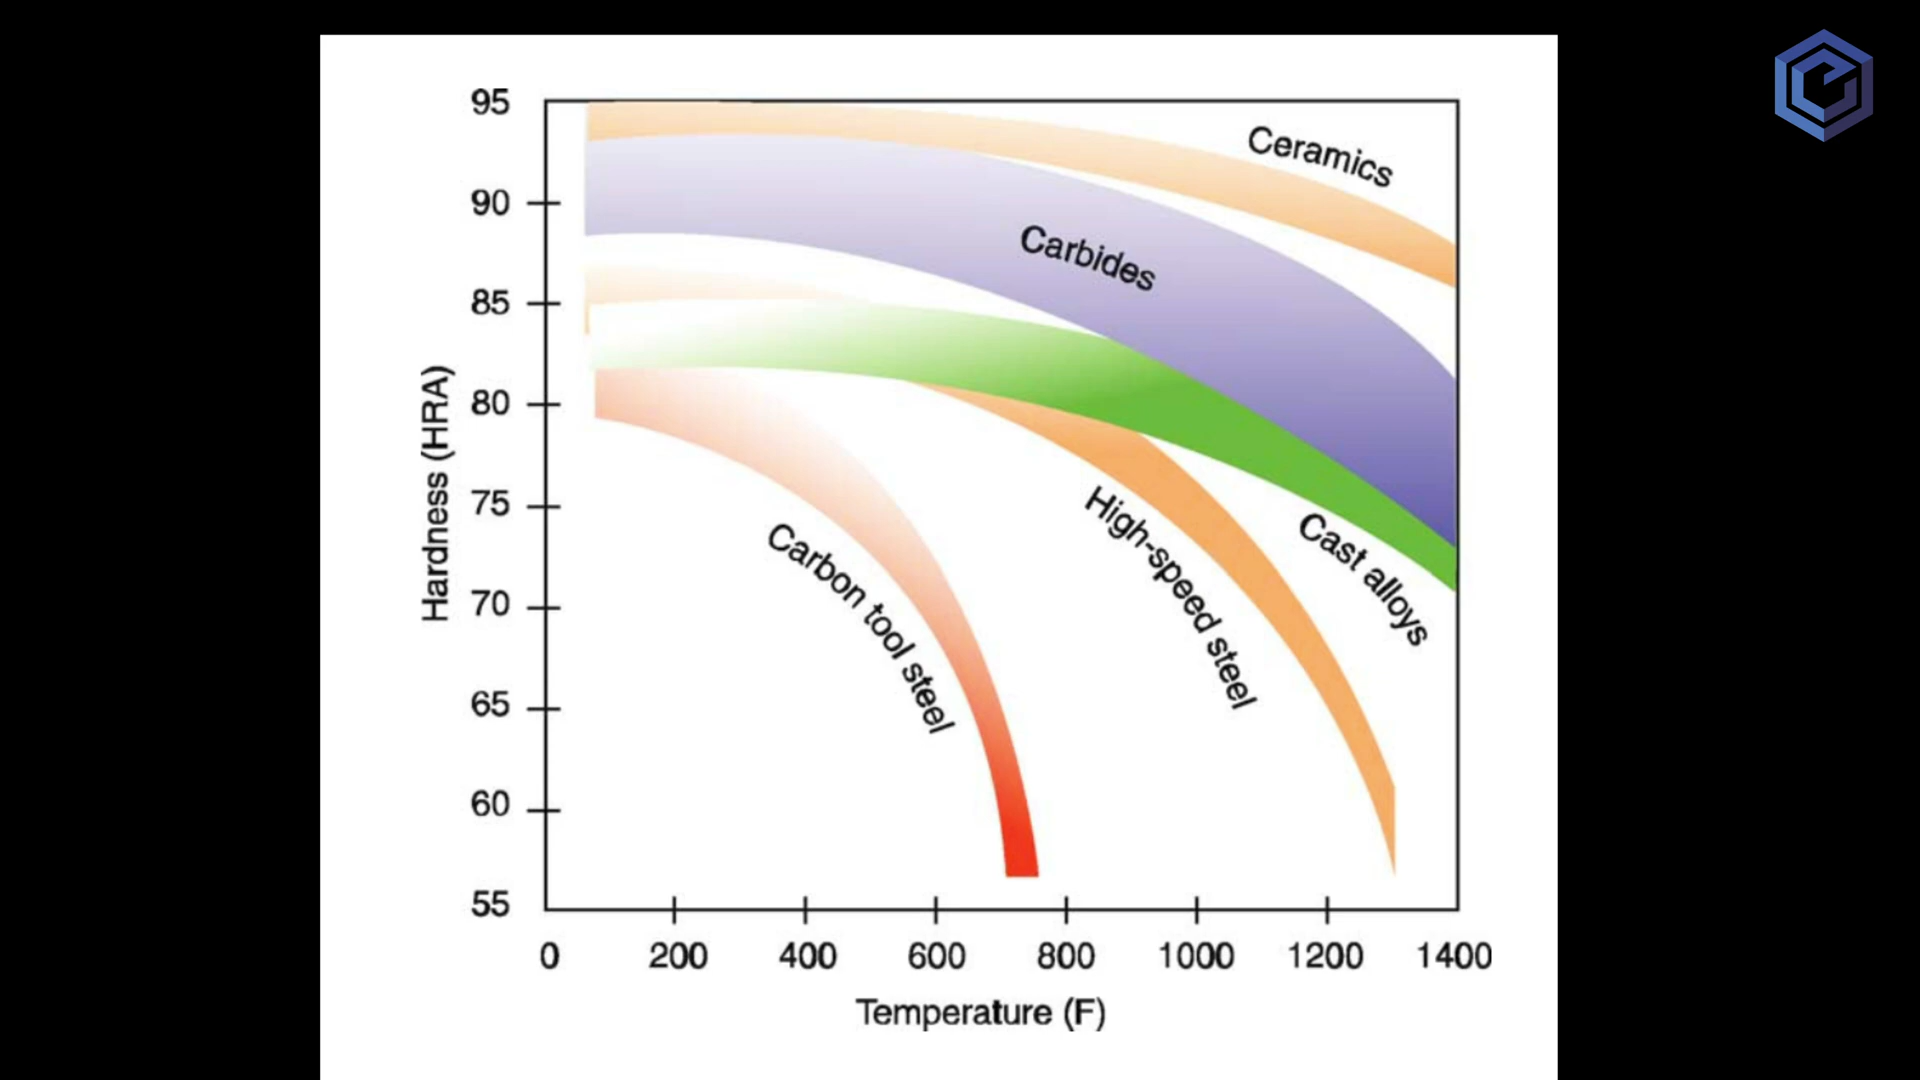 95
90
85
80
75
70
65
60
55
Hardness (HRA)
Ceramics
Carbides
Carbon tool steel
High-speed steel
Cast alloys
0 200 400 600 800 1000 1200 1400
Temperature (F)